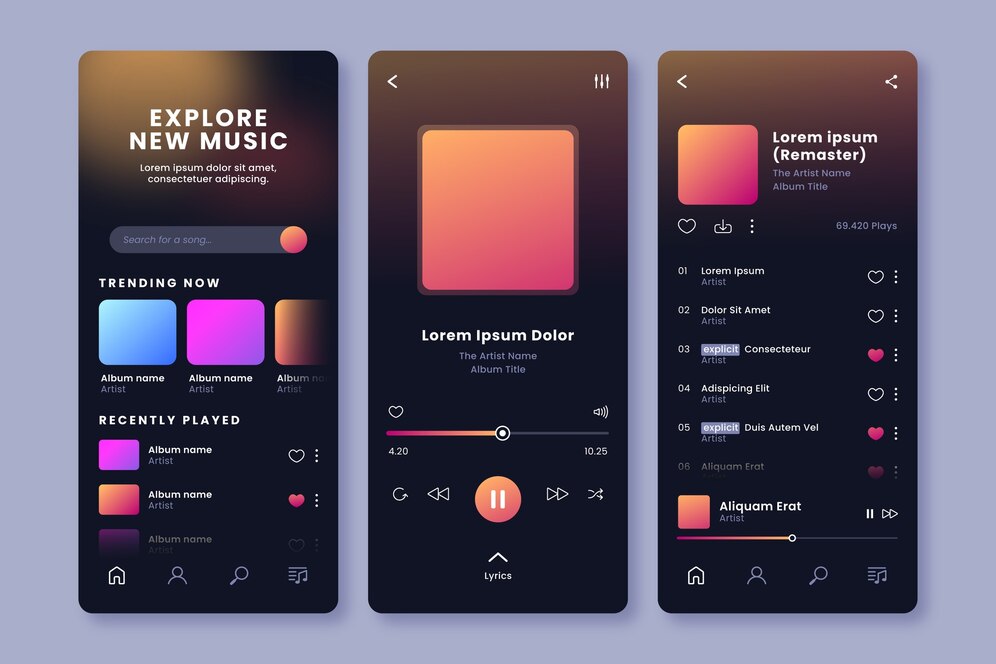 EXPLORE
NEW MUSIC
Lorem ipsum dolor sit amet,
consectetuer adipiscing.
Search for a song...
TRENDING NOW
Album name
Artist
Album name
Artist
Album name
Artist
RECENTLY PLAYED
Album name
Artist
Album name
Artist
Album name
Artist
Lorem Ipsum Dolor
The Artist Name
Album Title
4.20
10.25
Lyrics
Lorem ipsum
(Remaster)
The Artist Name
Album Title
69.420 Plays
01 Lorem Ipsum
Artist
02 Dolor Sit Amet
Artist
03 explicit Consecteteur
Artist
04 Adispicing Elit
Artist
05 explicit Duis Autem Vel
Artist
06 Aliquam Erat
Aliquam Erat
Artist